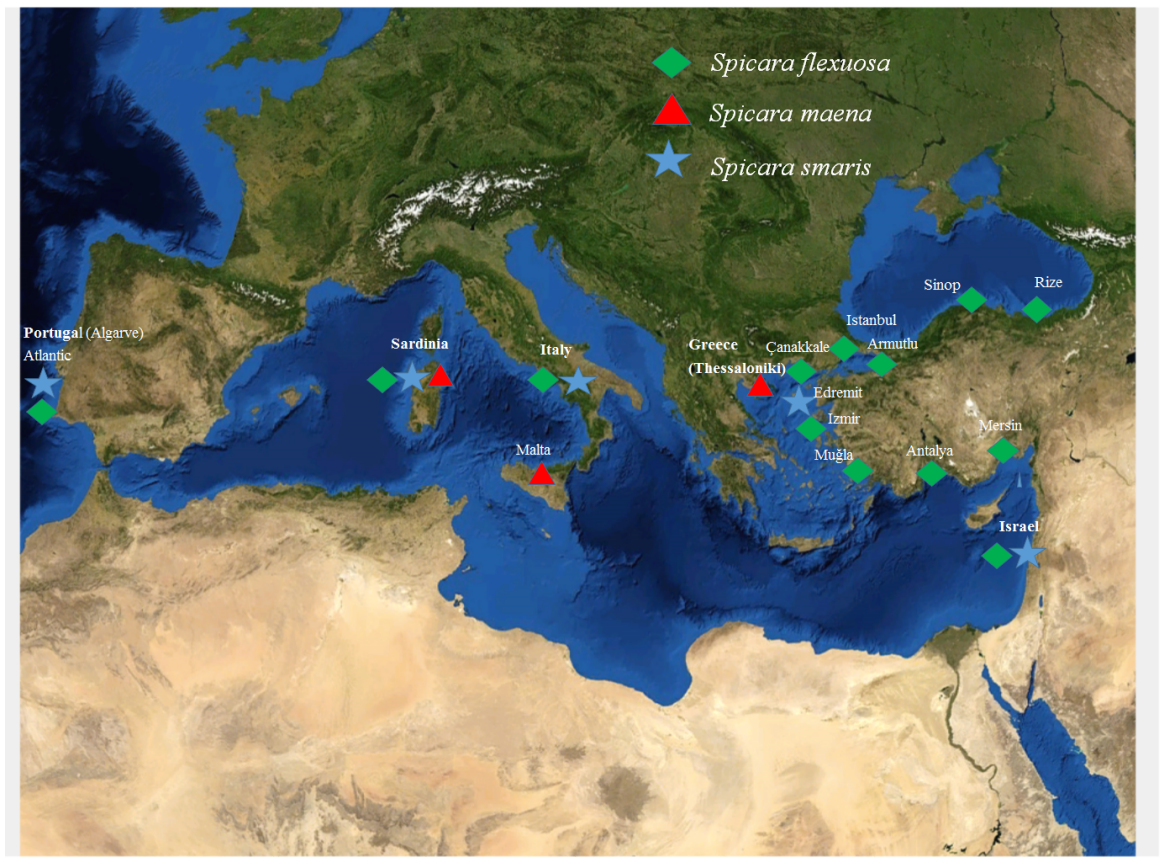 Spicara flexuosa
Spicara maena
Spicara smaris
Sinop
Rize
Istanbul
Portugal (Algarve)
Atlantic
Sardinia
Italy
Greece
(Thessaloniki)
Çanakkale
Armutlu
Edremit
Izmir
Mersin
Malta
Muğla
Antalya
Israel